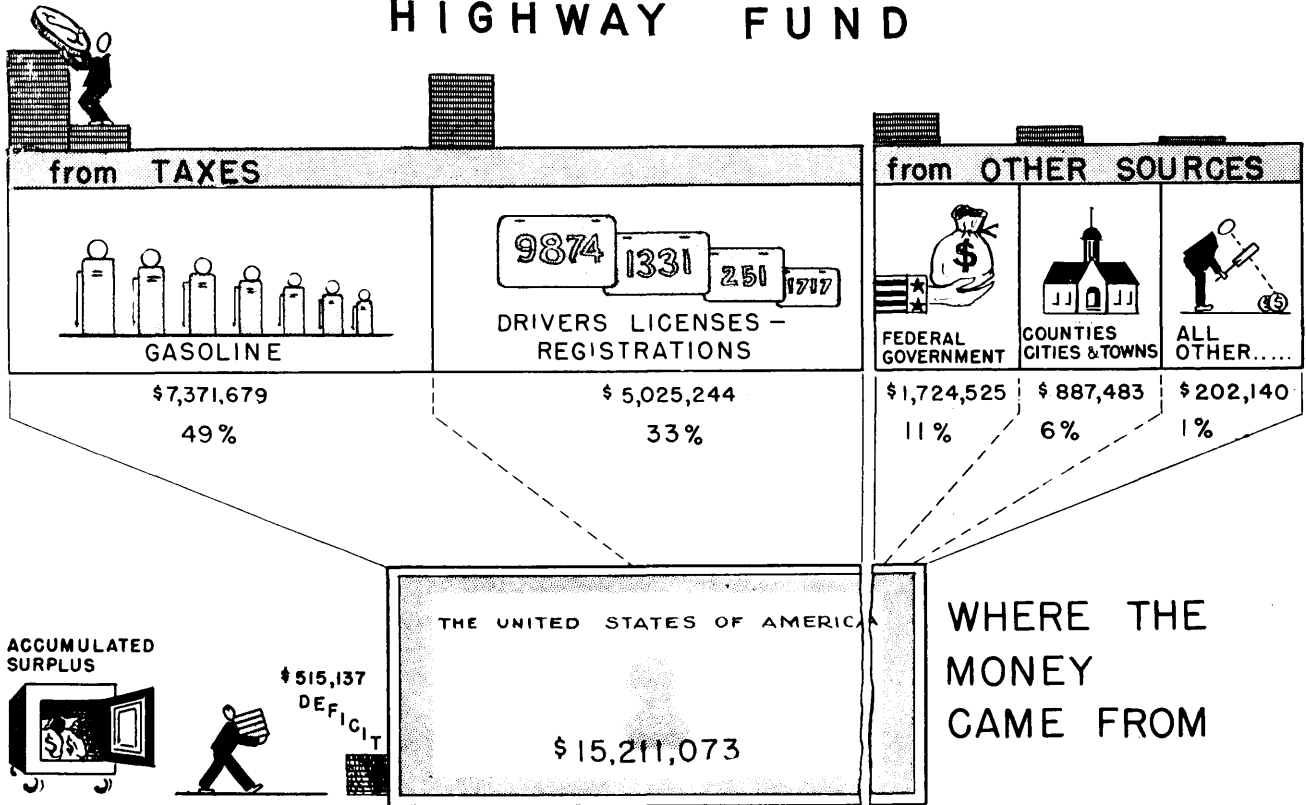 HIGHWAY FUND
from TAXES
from OTHER SOURCES
9874
1331
251
1717
$
$
GASOLINE
DRIVERS LICENSES –
REGISTRATIONS
FEDERAL
GOVERNMENT
COUNTIES
CITIES & TOWNS
ALL
OTHER.....
$7,371,679
$5,025,244
$1,724,525
$887,483
$202,140
49%
33%
11%
6%
1%
THE UNITED STATES OF AMERICA
$15,211,073
WHERE THE
MONEY
CAME FROM
ACCUMULATED
SURPLUS
$ $
$515,137
DEFICIT